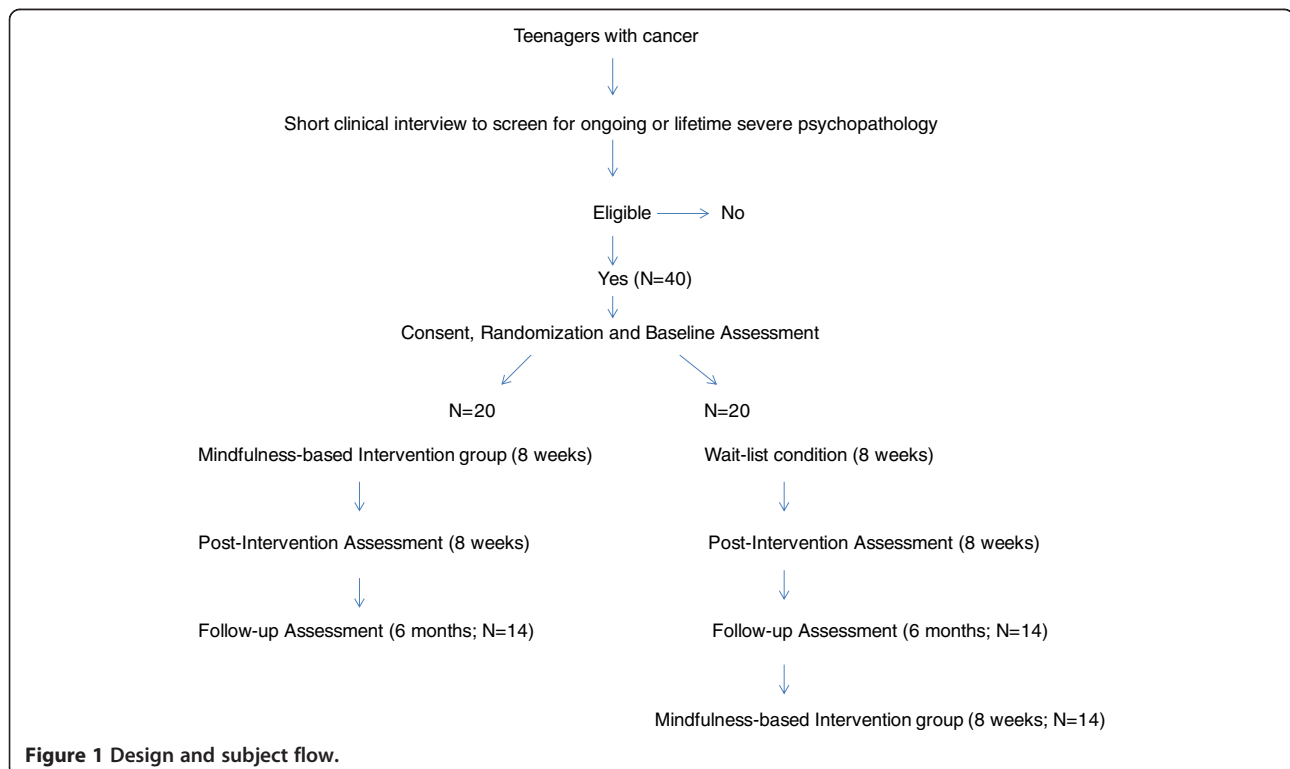 Teenagers with cancer
Short clinical interview to screen for ongoing or lifetime severe psychopathology
Eligible
No
Yes (N=40)
Consent, Randomization and Baseline Assessment
N=20
N=20
Mindfulness-based Intervention group (8 weeks)
Wait-list condition (8 weeks)
Post-Intervention Assessment (8 weeks)
Post-Intervention Assessment (8 weeks)
Follow-up Assessment (6 months; N=14)
Follow-up Assessment (6 months; N=14)
Mindfulness-based Intervention group (8 weeks; N=14)
Figure 1 Design and subject flow.